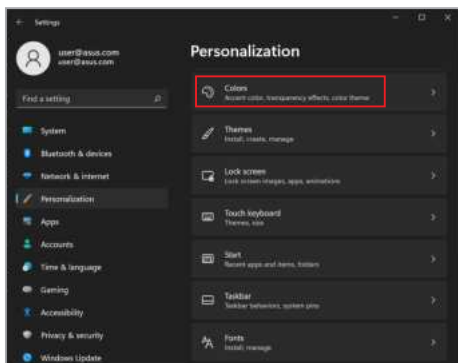 Settings
user@asus.com
user@asus.com
Find a setting
System
Bluetooth & devices
Network & internet
Personalization
Apps
Accounts
Time & language
Gaming
Accessibility
Privacy & security
Windows Update
Personalization
Colors
Accent color, transparency effects, color theme
Themes
Install, create, manage
Lock screen
Lock screen images, apps, animations
Touch keyboard
Themes, size
Start
Recent apps and items, folders
Taskbar
Taskbar behaviors, system pins
Fonts
Install, manage